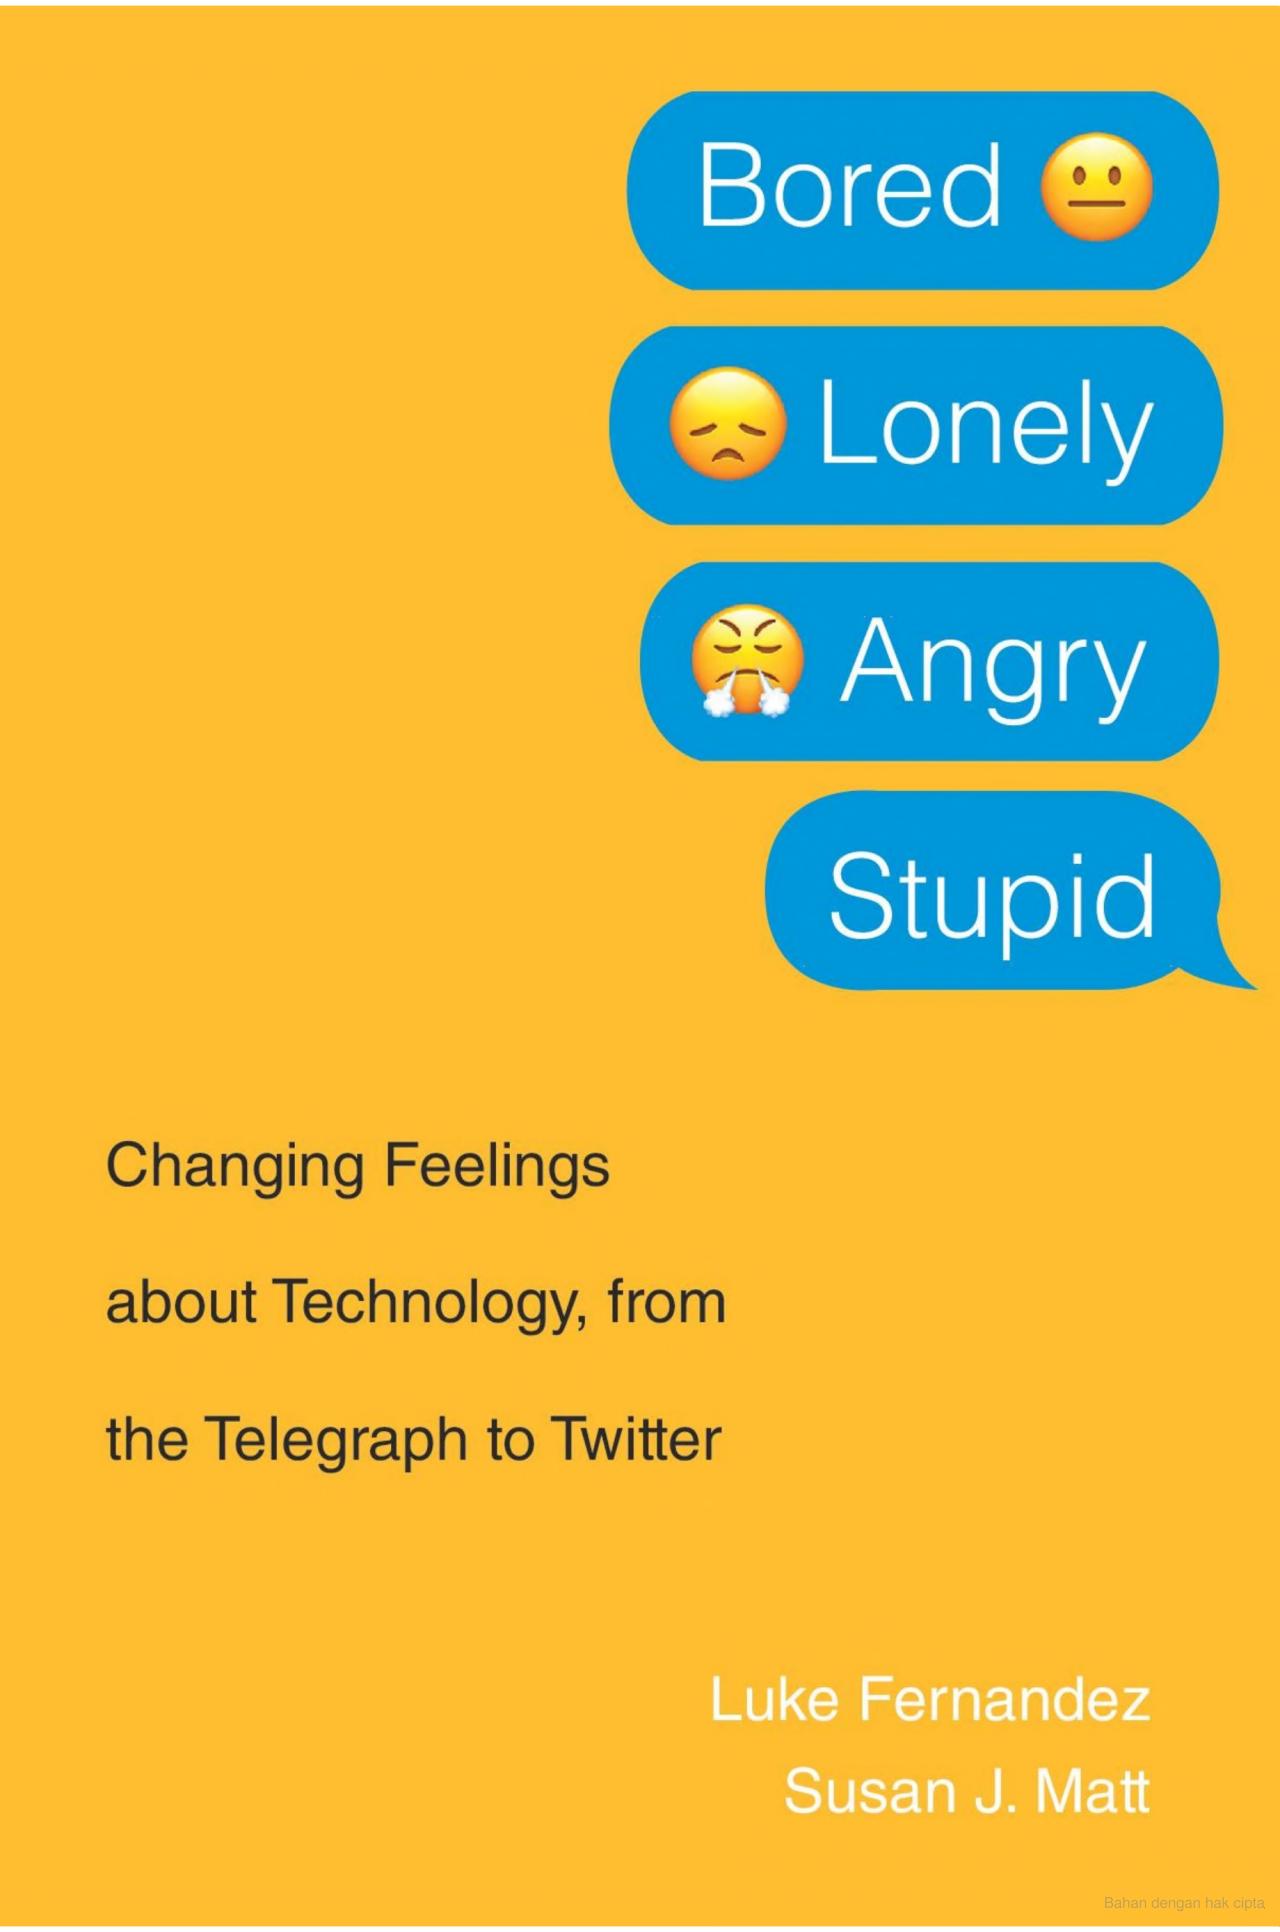 Bored 😐
😞 Lonely
😤 Angry
Stupid
Changing Feelings
about Technology, from
the Telegraph to Twitter
Luke Fernandez
Susan J. Matt
Bahan dengan hak cipta